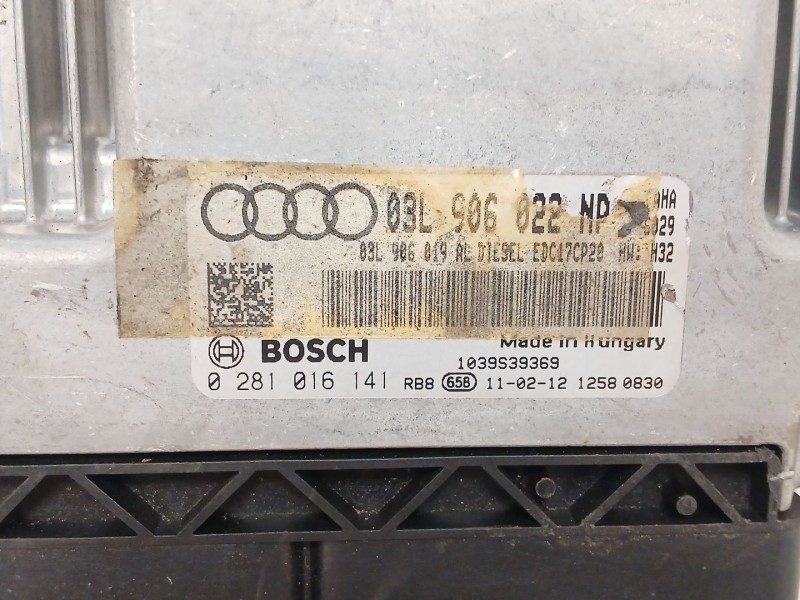 03L 906 022 NP
03L 906 019 AL DIESEL EDC17CP20 HW: H32
BOSCH Made in Hungary
1039S39369
0 281 016 141 RB8 658 11-02-12 1258 0830